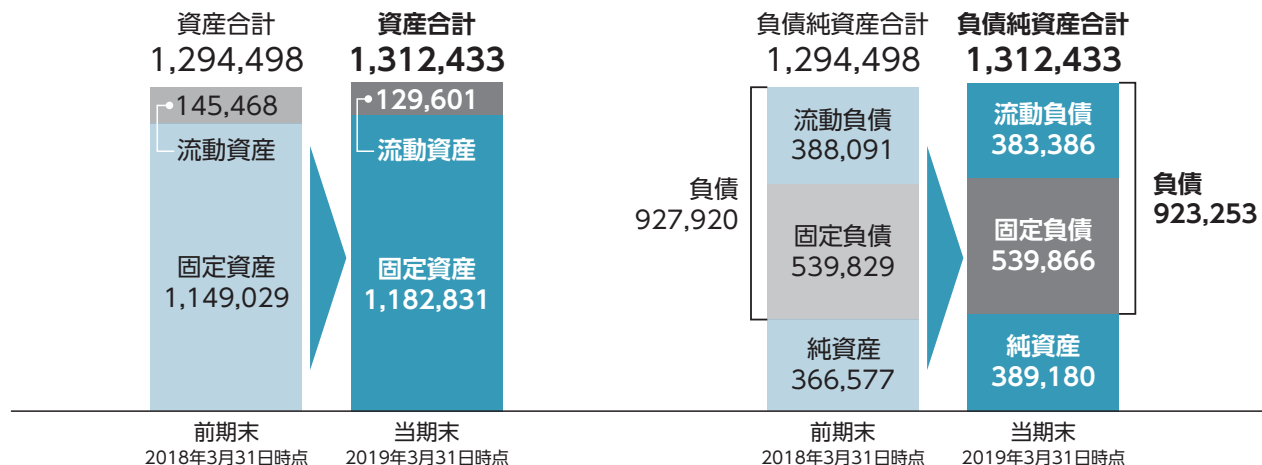 資産合計
1,294,498
145,468
流動資産
固定資産
1,149,029
前期末
2018年3月31日時点
資産合計
1,312,433
129,601
流動資産
固定資産
1,182,831
当期末
2019年3月31日時点
負債純資産合計
1,294,498
負債
927,920
流動負債
388,091
固定負債
539,829
純資産
366,577
前期末
2018年3月31日時点
負債純資産合計
1,312,433
流動負債
383,386
固定負債
539,866
純資産
389,180
負債
923,253
当期末
2019年3月31日時点